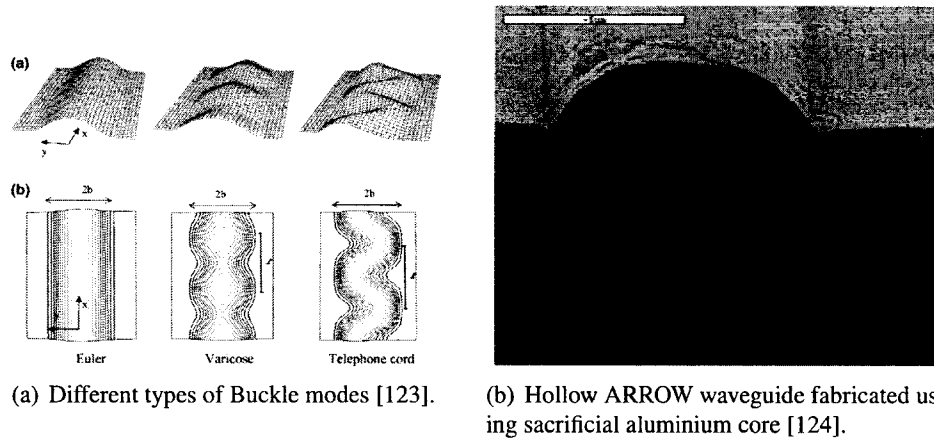 (a)
x
y
(b)
2b
2b
2b
x
Euler
Varicose
Telephone cord
(a) Different types of Buckle modes [123].
(b) Hollow ARROW waveguide fabricated us
ing sacrificial aluminium core [124].